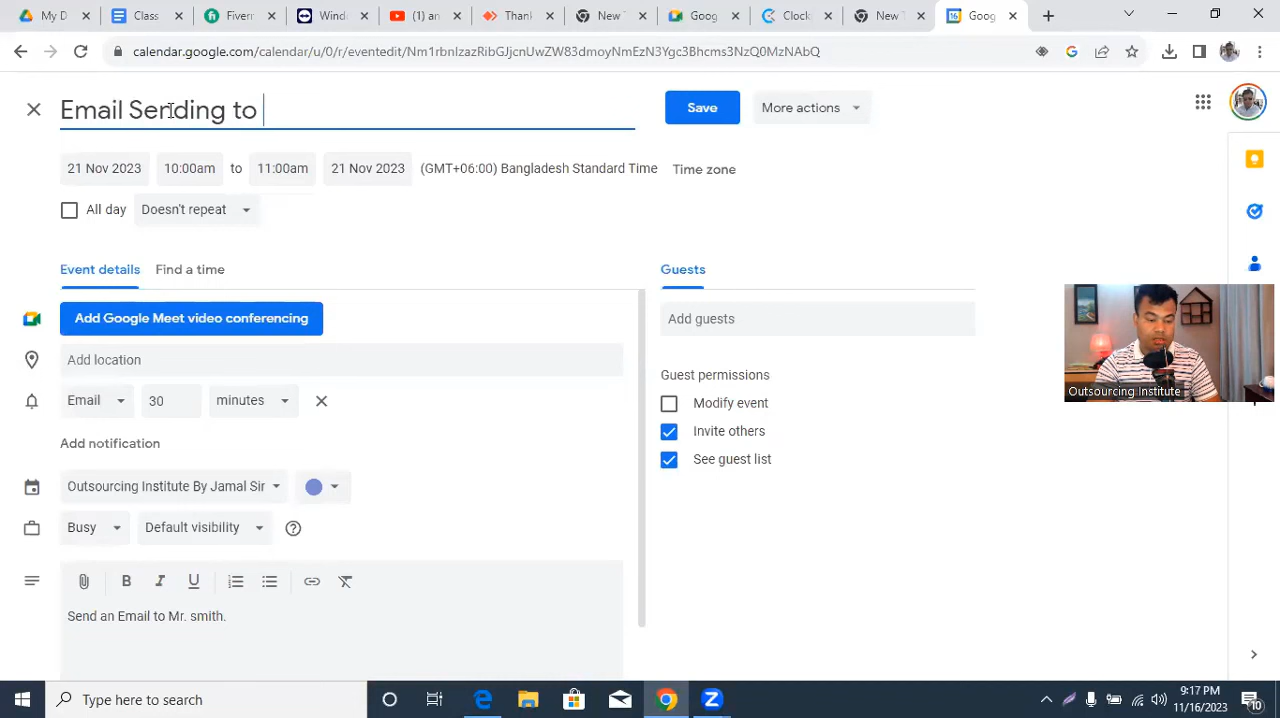 My D
Class
Fiverr
Wind
(1) an
Thank
New
Goog
Clock
New
Goog
calendar.google.com/calendar/u/0/r/eventedit/Nm1rbnIzazRibGJjcnUwZW83dmoyNmEzN3Ygc3Bhcms3NzQ0MzNAbQ
Email Sending to
Save
More actions
21 Nov 2023 10:00am to 11:00am 21 Nov 2023 (GMT+06:00) Bangladesh Standard Time Time zone
All day Doesn't repeat
Event details Find a time
Guests
Add Google Meet video conferencing
Add guests
Add location
Guest permissions
Email 30 minutes
Modify event
Invite others
Add notification
See guest list
Outsourcing Institute
Outsourcing Institute By Jamal Sir
Busy Default visibility
B I U
Send an Email to Mr. smith.
Type here to search
9:17 PM
11/16/2023
10